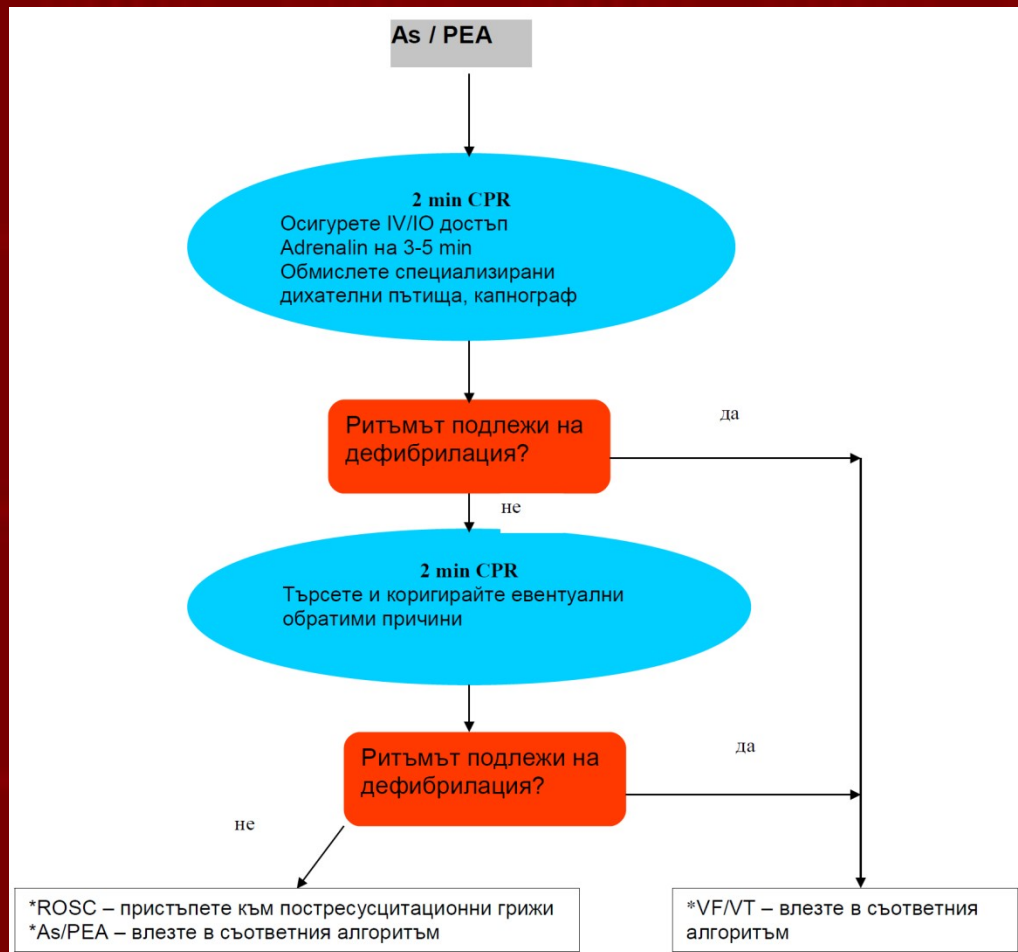 As / PEA
2 min CPR
Осигурете IV/IO достъп
Adrenalin на 3-5 min
Обмислете специализирани
дихателни пътища, капнограф
Ритъмът подлежи на
дефибрилация?
да
не
2 min CPR
Търсете и коригирайте евентуални
обратими причини
Ритъмът подлежи на
дефибрилация?
да
не
*ROSC – пристъпете към постресусцитационни грижи
*As/PEA – влезте в съответния алгоритъм
*VF/VT – влезте в съответния
алгоритъм